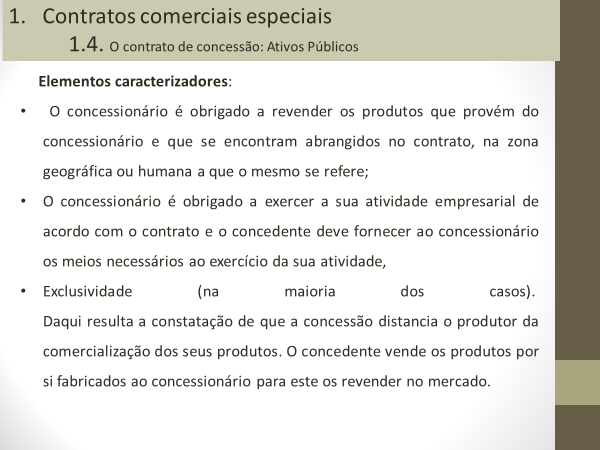 1. Contratos comerciais especiais
1.4. O contrato de concessão: Ativos Públicos
Elementos caracterizadores:
• O concessionário é obrigado a revender os produtos que provém do
concessionário e que se encontram abrangidos no contrato, na zona
geográfica ou humana a que o mesmo se refere;
• O concessionário é obrigado a exercer a sua atividade empresarial de
acordo com o contrato e o concedente deve fornecer ao concessionário
os meios necessários ao exercício da sua atividade,
• Exclusividade (na maioria dos casos).
Daqui resulta a constatação de que a concessão distancia o produtor da
comercialização dos seus produtos. O concedente vende os produtos por
si fabricados ao concessionário para este os revender no mercado.